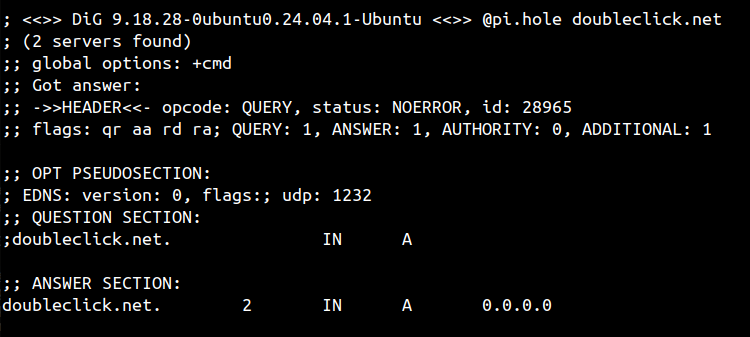 ; <<>> DiG 9.18.28-0ubuntu0.24.04.1-Ubuntu <<>> @pi.hole doubleclick.net
; (2 servers found)
;; global options: +cmd
;; Got answer:
;; ->>HEADER<<- opcode: QUERY, status: NOERROR, id: 28965
;; flags: qr aa rd ra; QUERY: 1, ANSWER: 1, AUTHORITY: 0, ADDITIONAL: 1

;; OPT PSEUDOSECTION:
; EDNS: version: 0, flags:; udp: 1232
;; QUESTION SECTION:
;doubleclick.net.               IN      A

;; ANSWER SECTION:
doubleclick.net.        2       IN      A       0.0.0.0